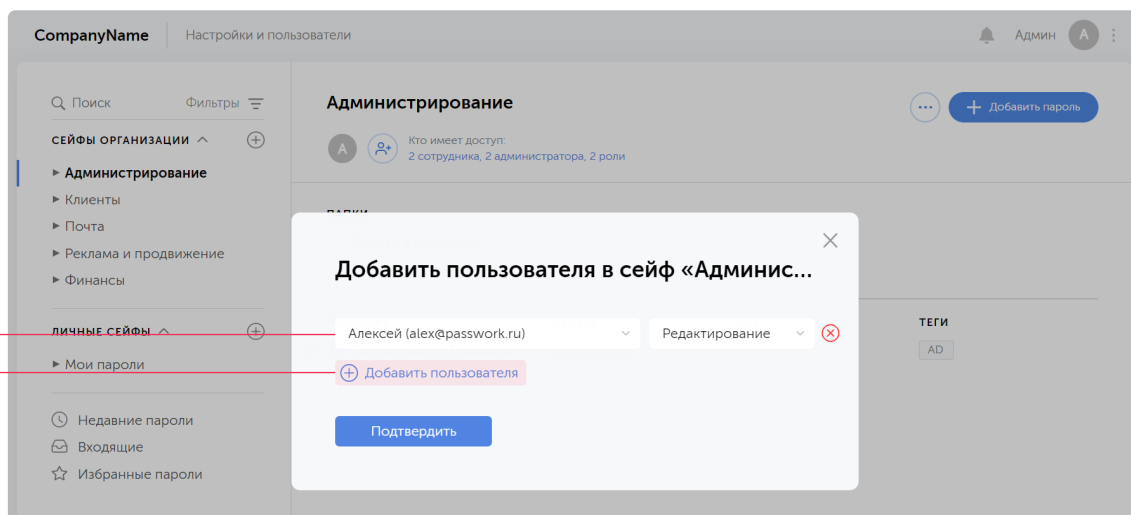 CompanyName
Настройки и пользователи
Админ
A
Поиск
Фильтры
СЕЙФЫ ОРГАНИЗАЦИИ
Администрирование
Клиенты
Почта
Реклама и продвижение
Финансы
ЛИЧНЫЕ СЕЙФЫ
Мои пароли
Недавние пароли
Входящие
Избранные пароли
Администрирование
Добавить пароль
A
Кто имеет доступ:
2 сотрудника, 2 администратора, 2 роли
ПАПКИ
Добавить пользователя в сейф «Админис...
Алексей (alex@passwork.ru)
Редактирование
Добавить пользователя
Подтвердить
ТЕГИ
AD